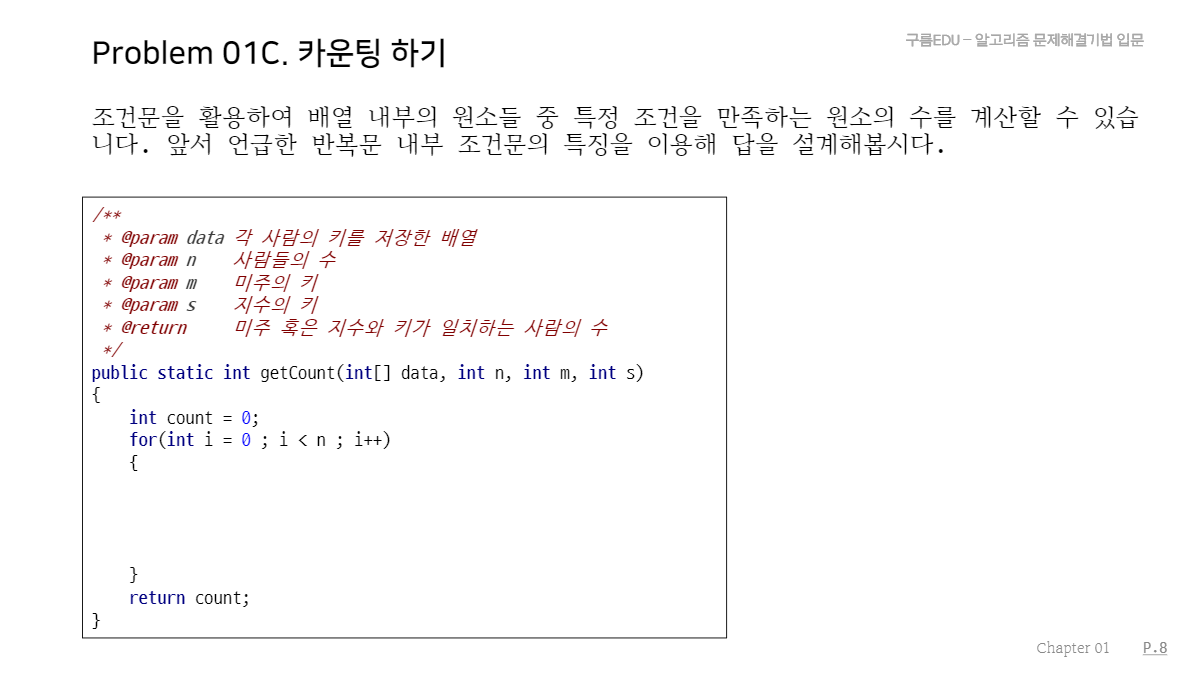 Problem 01C. 카운팅 하기
구름EDU – 알고리즘 문제해결기법 입문
조건문을 활용하여 배열 내부의 원소들 중 특정 조건을 만족하는 원소의 수를 계산할 수 있습
니다. 앞서 언급한 반복문 내부 조건문의 특징을 이용해 답을 설계해봅시다.
/**
 * @param data 각 사람의 키를 저장한 배열
 * @param n    사람들의 수
 * @param m    미주의 키
 * @param s    지수의 키
 * @return     미주 혹은 지수와 키가 일치하는 사람의 수
 */
public static int getCount(int[] data, int n, int m, int s)
{
    int count = 0;
    for(int i = 0 ; i < n ; i++)
    {
    }
    return count;
}
Chapter 01 P.8